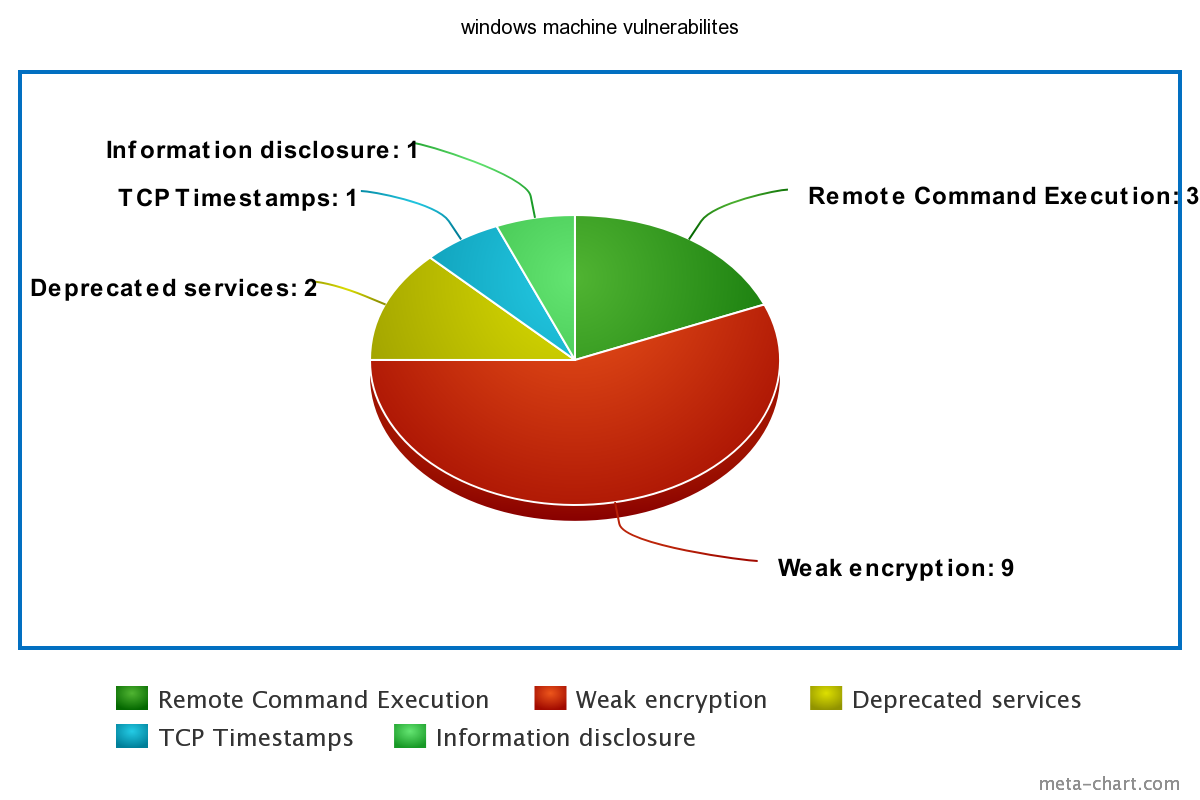 windows machine vulnerabilites
Information disclosure: 1
TCP Timestamps: 1
Remote Command Execution: 3
Deprecated services: 2
Weak encryption: 9
Remote Command Execution
Weak encryption
Deprecated services
TCP Timestamps
Information disclosure
meta-chart.com